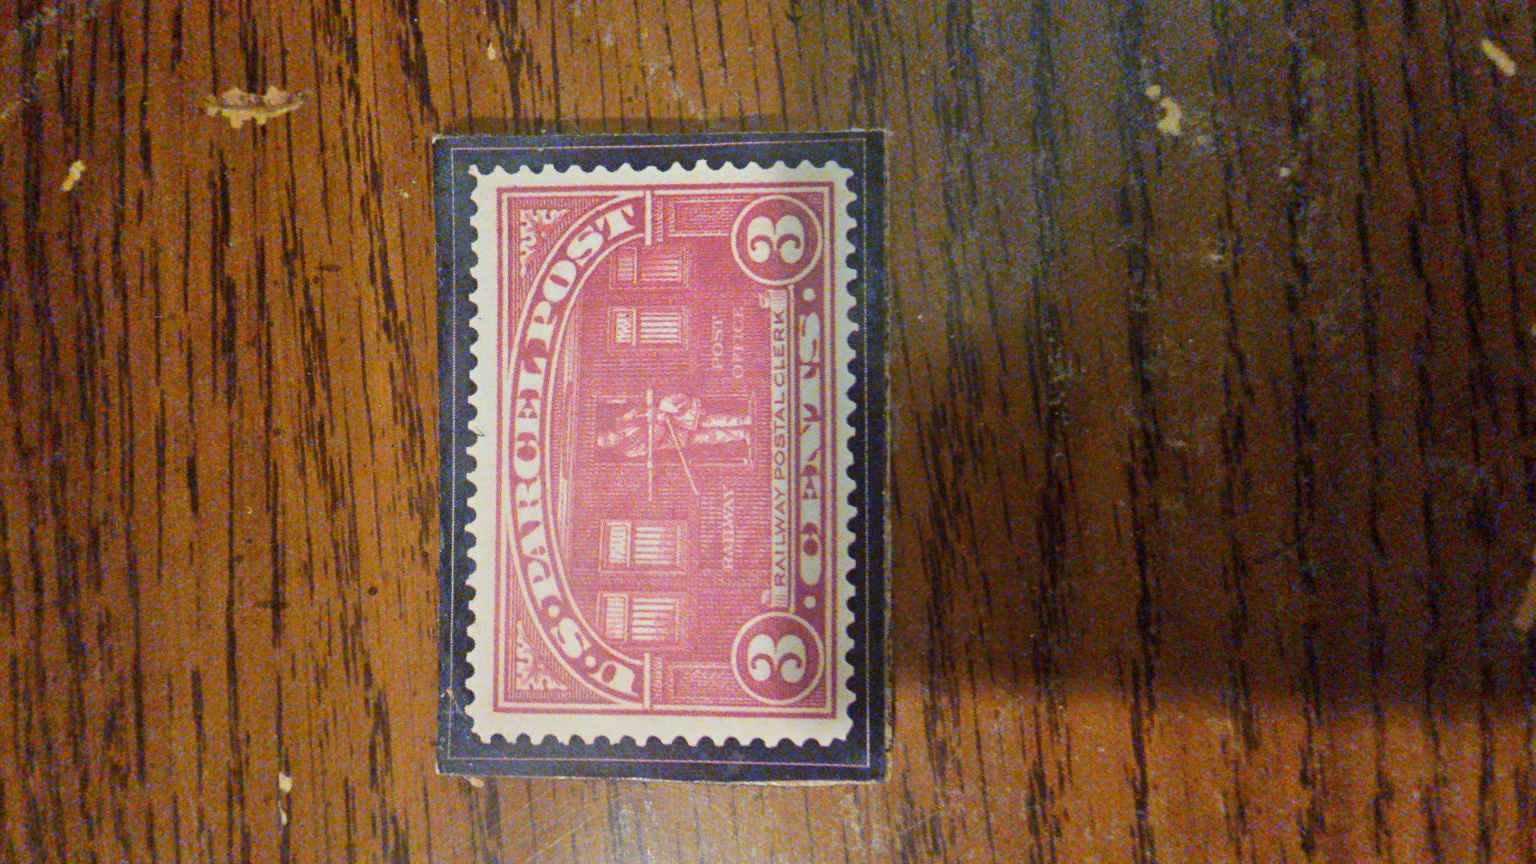 U.S. PARCEL POST
POST
OFFICE
RAILWAY
RAILWAY POSTAL CLERK
3 CENTS 3